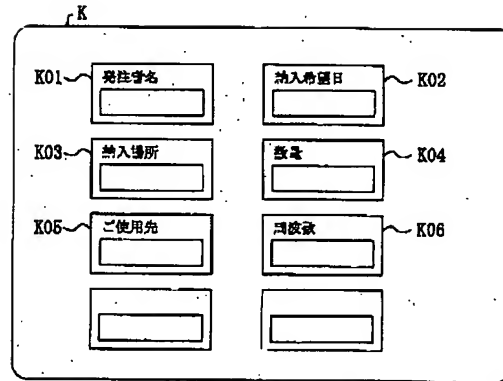 K
K01 発注者名
納入希望日 K02
K03 納入場所
数量 K04
K05 ご使用先
周波数 K06